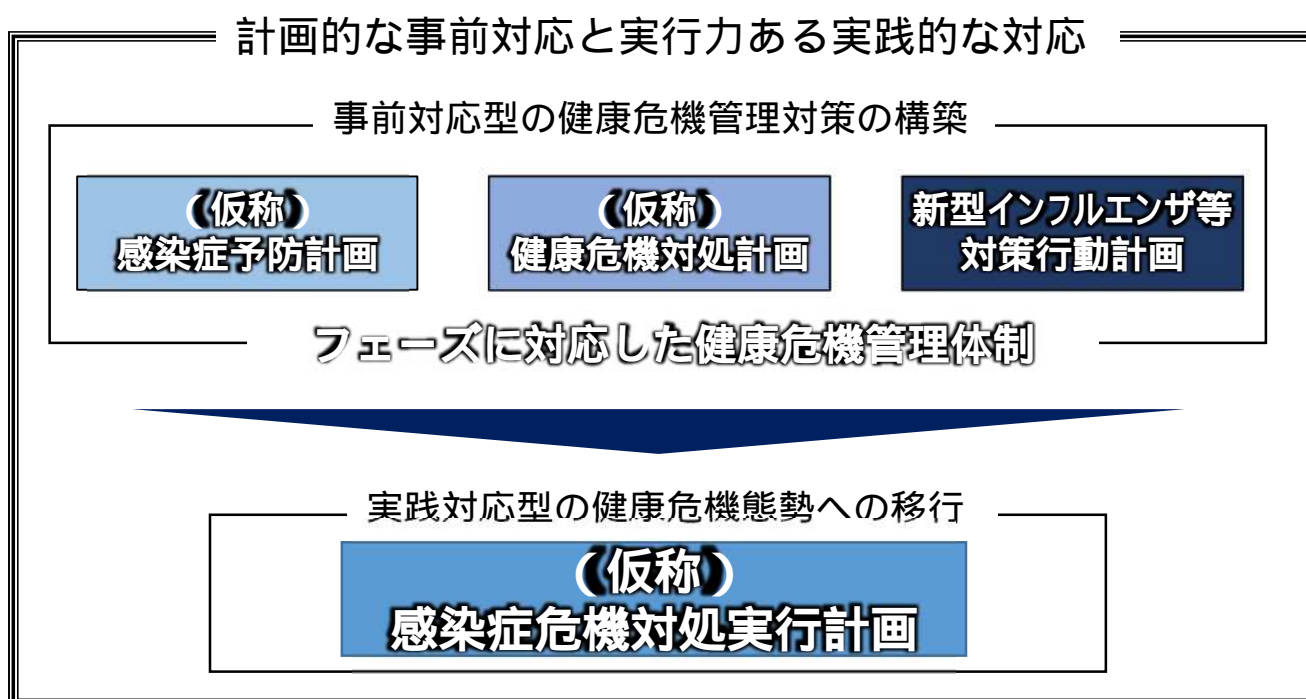 計画的な事前対応と実行力ある実践的な対応
事前対応型の健康危機管理対策の構築
(仮称)
感染症予防計画
(仮称)
健康危機対処計画
新型インフルエンザ等
対策行動計画
フェーズに対応した健康危機管理体制
実践対応型の健康危機態勢への移行
(仮称)
感染症危機対処実行計画